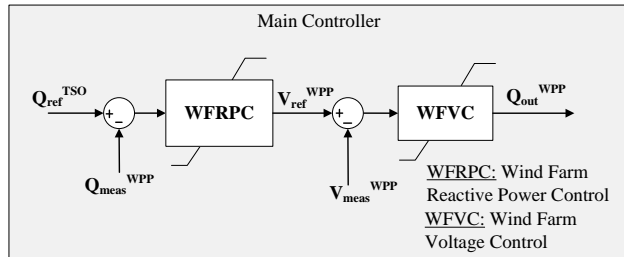 Main Controller
Q_ref^TSO
+
−
Q_meas^WPP
WFRPC
V_ref^WPP
+
−
V_meas^WPP
WFVC
Q_out^WPP
WFRPC: Wind Farm
Reactive Power Control
WFVC: Wind Farm
Voltage Control